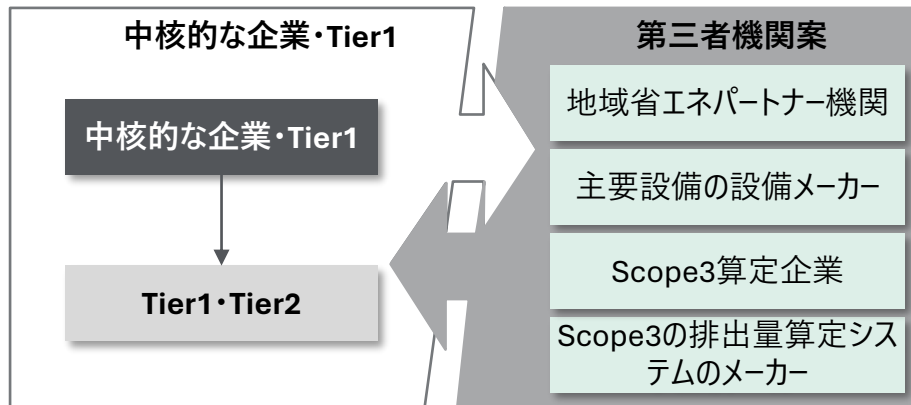 中核的な企業・Tier1
中核的な企業・Tier1
Tier1・Tier2
第三者機関案
地域省エネパートナー機関
主要設備の設備メーカー
Scope3算定企業
Scope3の排出量算定シス
テムのメーカー